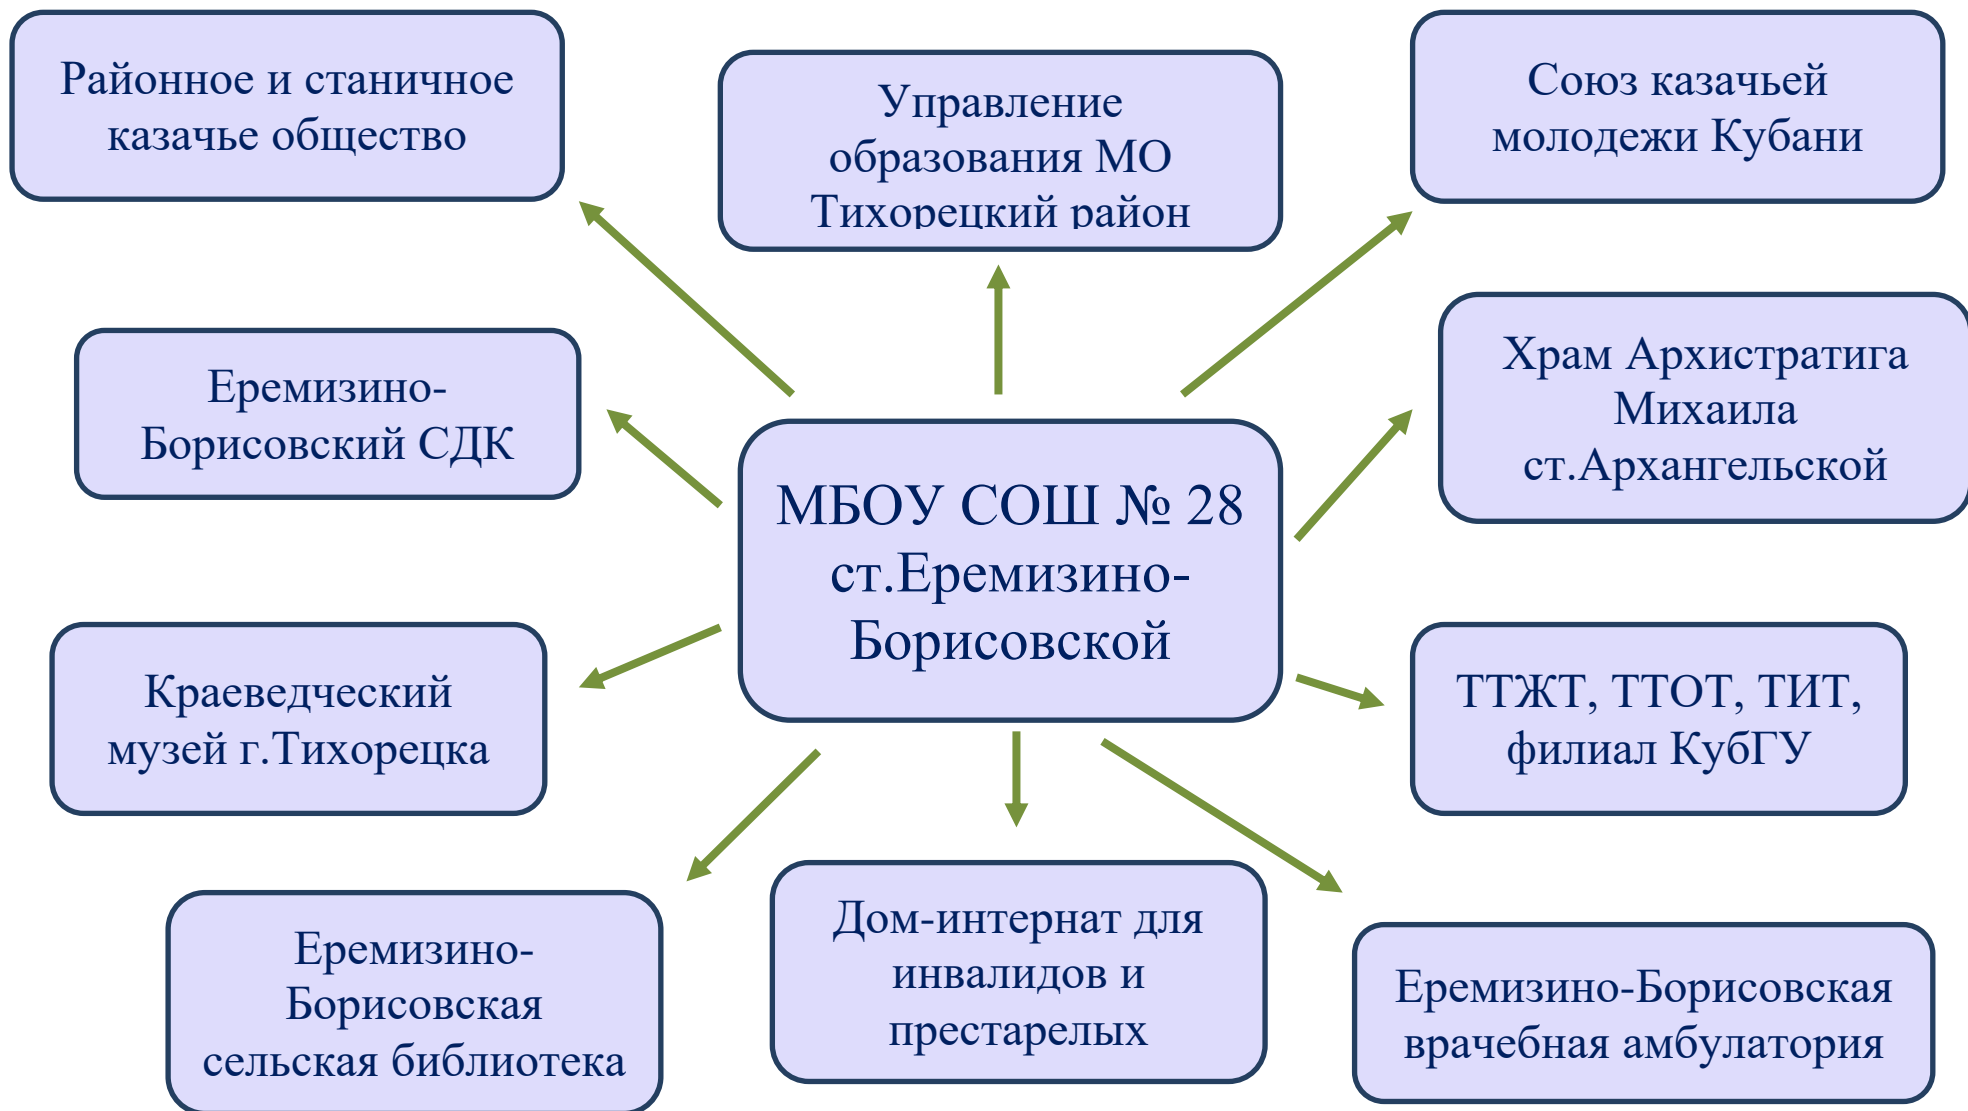 Районное и станичное
казачье общество
Управление
образования МО
Тихорецкий район
Союз казачьей
молодежи Кубани
Еремизино-
Борисовский СДК
Храм Архистратига
Михаила
ст.Архангельской
МБОУ СОШ № 28
ст.Еремизино-
Борисовской
Краеведческий
музей г.Тихорецка
ТТЖТ, ТТОТ, ТИТ,
филиал КубГУ
Еремизино-
Борисовская
сельская библиотека
Дом-интернат для
инвалидов и
престарелых
Еремизино-Борисовская
врачебная амбулатория